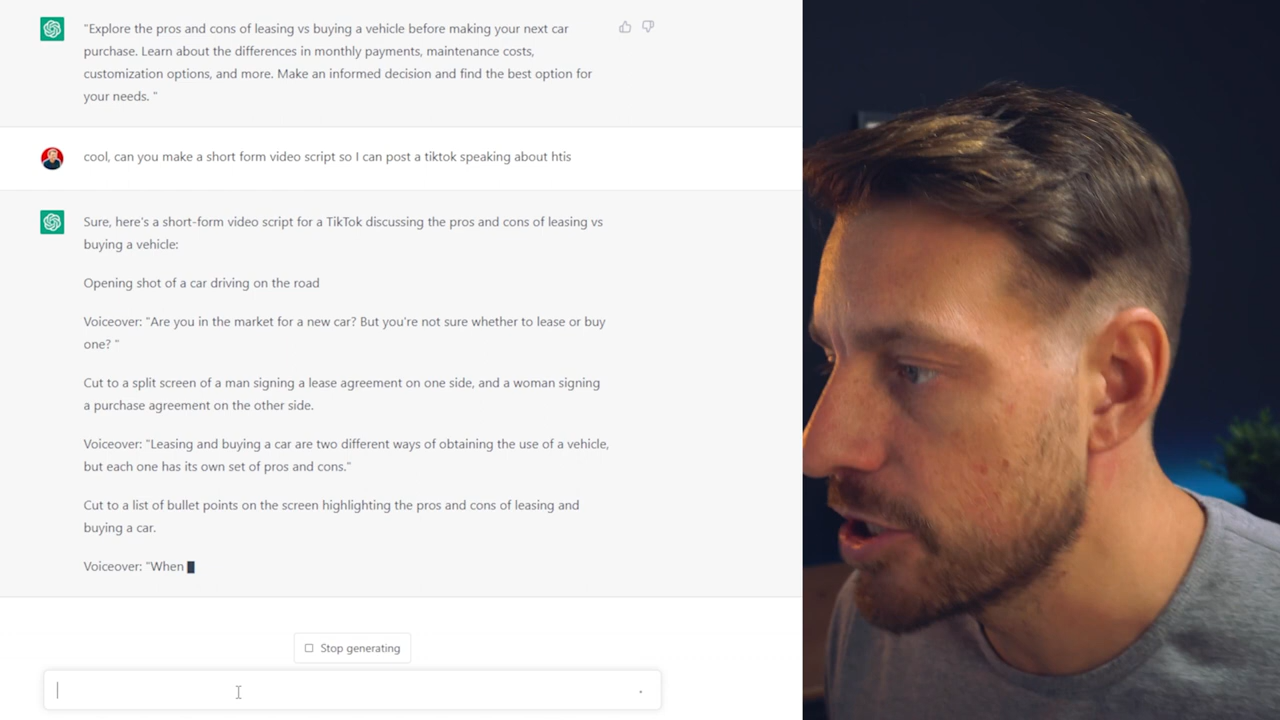 "Explore the pros and cons of leasing vs buying a vehicle before making your next car
purchase. Learn about the differences in monthly payments, maintenance costs,
customization options, and more. Make an informed decision and find the best option for
your needs. "
cool, can you make a short form video script so I can post a tiktok speaking about htis
Sure, here's a short-form video script for a TikTok discussing the pros and cons of leasing vs
buying a vehicle:
Opening shot of a car driving on the road
Voiceover: "Are you in the market for a new car? But you're not sure whether to lease or buy
one? "
Cut to a split screen of a man signing a lease agreement on one side, and a woman signing
a purchase agreement on the other side.
Voiceover: "Leasing and buying a car are two different ways of obtaining the use of a vehicle,
but each one has its own set of pros and cons."
Cut to a list of bullet points on the screen highlighting the pros and cons of leasing and
buying a car.
Voiceover: "When
Stop generating